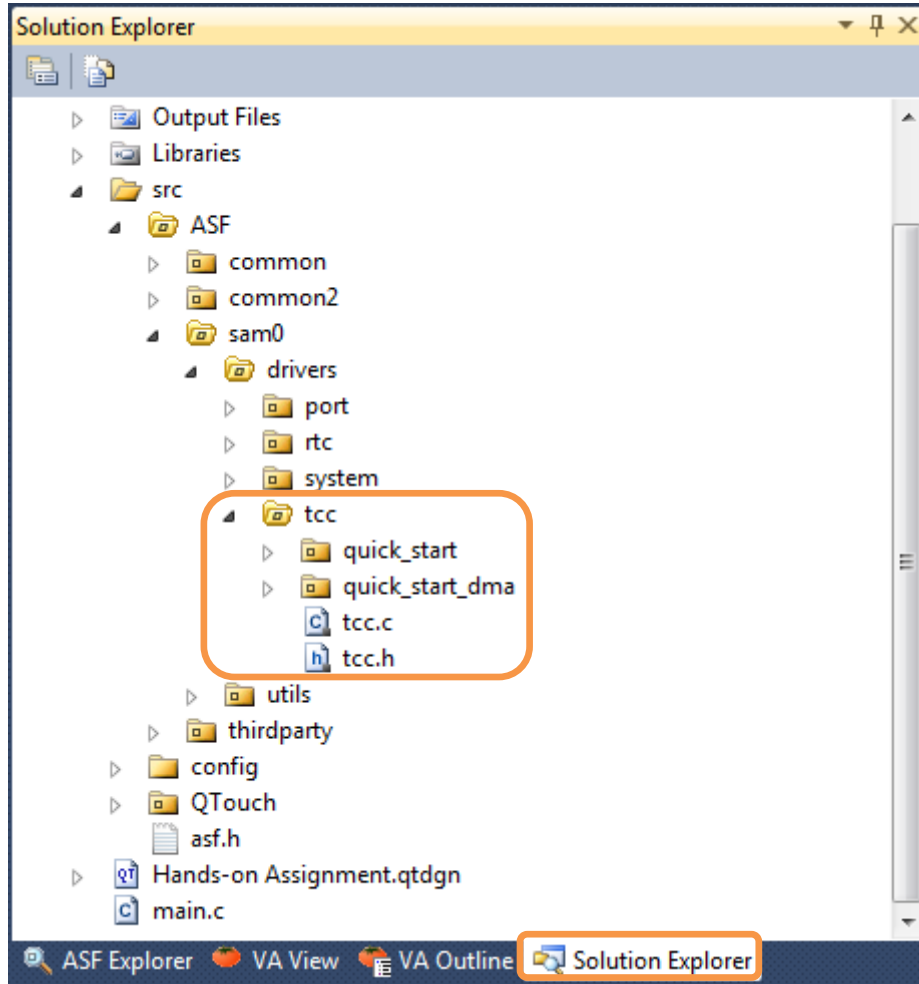 Solution Explorer
Output Files
Libraries
src
ASF
common
common2
sam0
drivers
port
rtc
system
tcc
quick_start
quick_start_dma
tcc.c
tcc.h
utils
thirdparty
config
QTouch
asf.h
Hands-on Assignment.qtdgn
main.c
ASF Explorer VA View VA Outline Solution Explorer